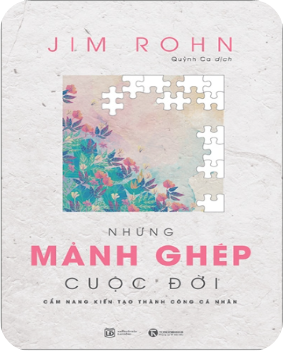 JIM ROHN
Quỳnh Ca dịch
NHỮNG
MẢNH GHÉP
CUỘC ĐỜI
CẨM NANG KIẾN TẠO THÀNH CÔNG CÁ NHÂN